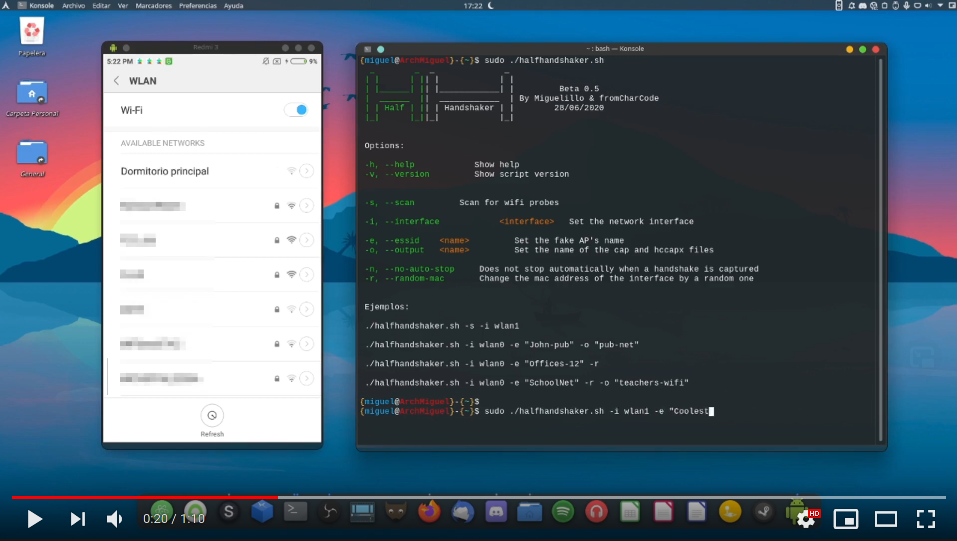 Konsole Archivo Editar Ver Marcadores Preferencias Ayuda
17:22
Papelera
Carpeta Personal
General
Redmi 3
5:22 PM
9%
WLAN
Wi-Fi
AVAILABLE NETWORKS
Dormitorio principal
Refresh
~ : bash — Konsole
{miguel@ArchMiguel}-{~}$ sudo ./halfhandshaker.sh
Half Handshaker
Beta 0.5
By Miguelillo & fromCharCode
28/06/2020
Options:
-h, --help Show help
-v, --version Show script version
-s, --scan Scan for wifi probes
-i, --interface <interface> Set the network interface
-e, --essid <name> Set the fake AP's name
-o, --output <name> Set the name of the cap and hccapx files
-n, --no-auto-stop Does not stop automatically when a handshake is captured
-r, --random-mac Change the mac address of the interface by a random one
Ejemplos:
./halfhandshaker.sh -s -i wlan1
./halfhandshaker.sh -i wlan0 -e "John-pub" -o "pub-net"
./halfhandshaker.sh -i wlan0 -e "Offices-12" -r
./halfhandshaker.sh -i wlan0 -e "SchoolNet" -r -o "teachers-wifi"
{miguel@ArchMiguel}-{~}$
{miguel@ArchMiguel}-{~}$ sudo ./halfhandshaker.sh -i wlan1 -e "Coolest
0:20 / 1:10
HD